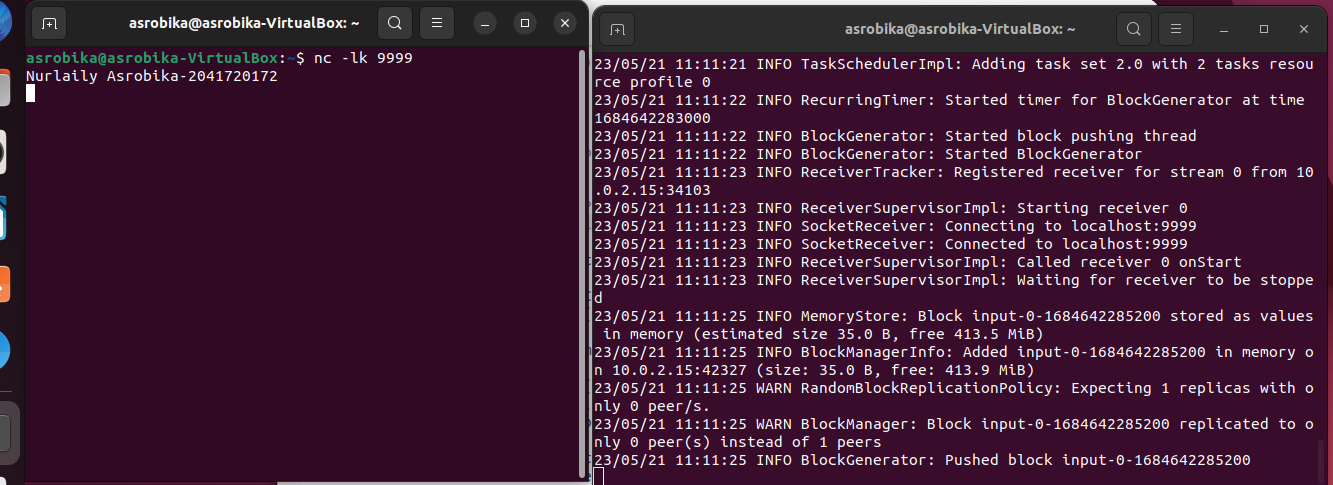 asrobika@asrobika-VirtualBox: ~
asrobika@asrobika-VirtualBox:~$ nc -lk 9999
Nurlaily Asrobika-2041720172
asrobika@asrobika-VirtualBox: ~
23/05/21 11:11:21 INFO TaskSchedulerImpl: Adding task set 2.0 with 2 tasks resou
rce profile 0
23/05/21 11:11:22 INFO RecurringTimer: Started timer for BlockGenerator at time
1684642283000
23/05/21 11:11:22 INFO BlockGenerator: Started block pushing thread
23/05/21 11:11:22 INFO BlockGenerator: Started BlockGenerator
23/05/21 11:11:23 INFO ReceiverTracker: Registered receiver for stream 0 from 10
.0.2.15:34103
23/05/21 11:11:23 INFO ReceiverSupervisorImpl: Starting receiver 0
23/05/21 11:11:23 INFO SocketReceiver: Connecting to localhost:9999
23/05/21 11:11:23 INFO SocketReceiver: Connected to localhost:9999
23/05/21 11:11:23 INFO ReceiverSupervisorImpl: Called receiver 0 onStart
23/05/21 11:11:23 INFO ReceiverSupervisorImpl: Waiting for receiver to be stoppe
d
23/05/21 11:11:25 INFO MemoryStore: Block input-0-1684642285200 stored as values
 in memory (estimated size 35.0 B, free 413.5 MiB)
23/05/21 11:11:25 INFO BlockManagerInfo: Added input-0-1684642285200 in memory o
n 10.0.2.15:42327 (size: 35.0 B, free: 413.9 MiB)
23/05/21 11:11:25 WARN RandomBlockReplicationPolicy: Expecting 1 replicas with o
nly 0 peer/s.
23/05/21 11:11:25 WARN BlockManager: Block input-0-1684642285200 replicated to o
nly 0 peer(s) instead of 1 peers
23/05/21 11:11:25 INFO BlockGenerator: Pushed block input-0-1684642285200